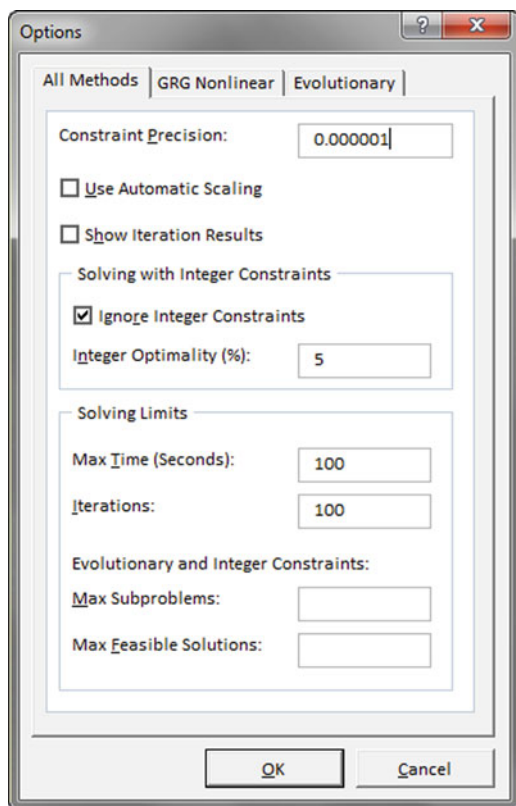 Options
?
X
All Methods GRG Nonlinear Evolutionary
Constraint Precision: 0.000001
Use Automatic Scaling
Show Iteration Results
Solving with Integer Constraints
Ignore Integer Constraints
Integer Optimality (%): 5
Solving Limits
Max Time (Seconds): 100
Iterations: 100
Evolutionary and Integer Constraints:
Max Subproblems:
Max Feasible Solutions:
OK Cancel